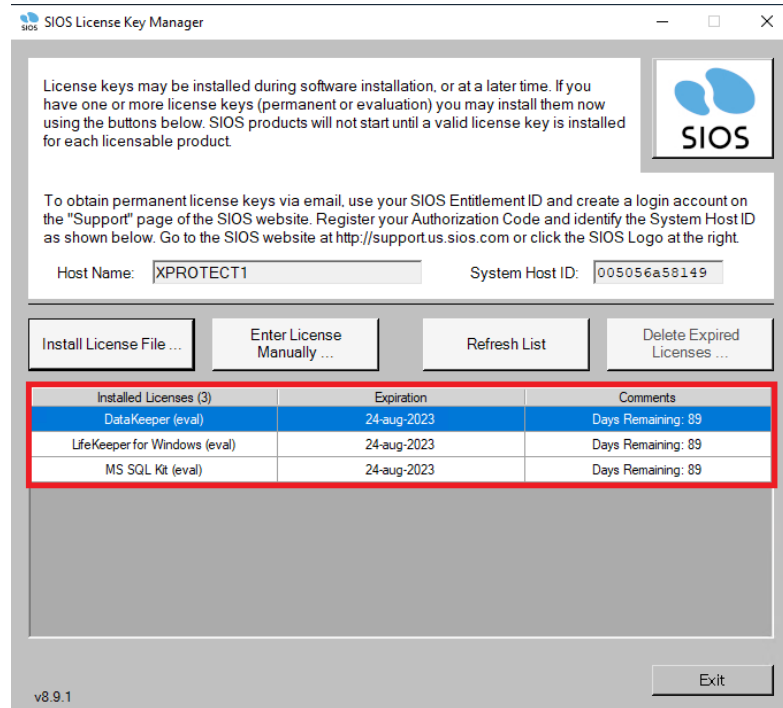 SIOS SIOS License Key Manager
License keys may be installed during software installation, or at a later time. If you
have one or more license keys (permanent or evaluation) you may install them now
using the buttons below. SIOS products will not start until a valid license key is installed
for each licensable product.
SIOS
To obtain permanent license keys via email, use your SIOS Entitlement ID and create a login account on
the "Support" page of the SIOS website. Register your Authorization Code and identify the System Host ID
as shown below. Go to the SIOS website at http://support.us.sios.com or click the SIOS Logo at the right.
Host Name: XPROTECT1 System Host ID: 005056a58149
Install License File ...
Enter License
Manually ...
Refresh List
Delete Expired
Licenses ...
Installed Licenses (3) Expiration Comments
DataKeeper (eval) 24-aug-2023 Days Remaining: 89
LifeKeeper for Windows (eval) 24-aug-2023 Days Remaining: 89
MS SQL Kit (eval) 24-aug-2023 Days Remaining: 89
Exit
v8.9.1